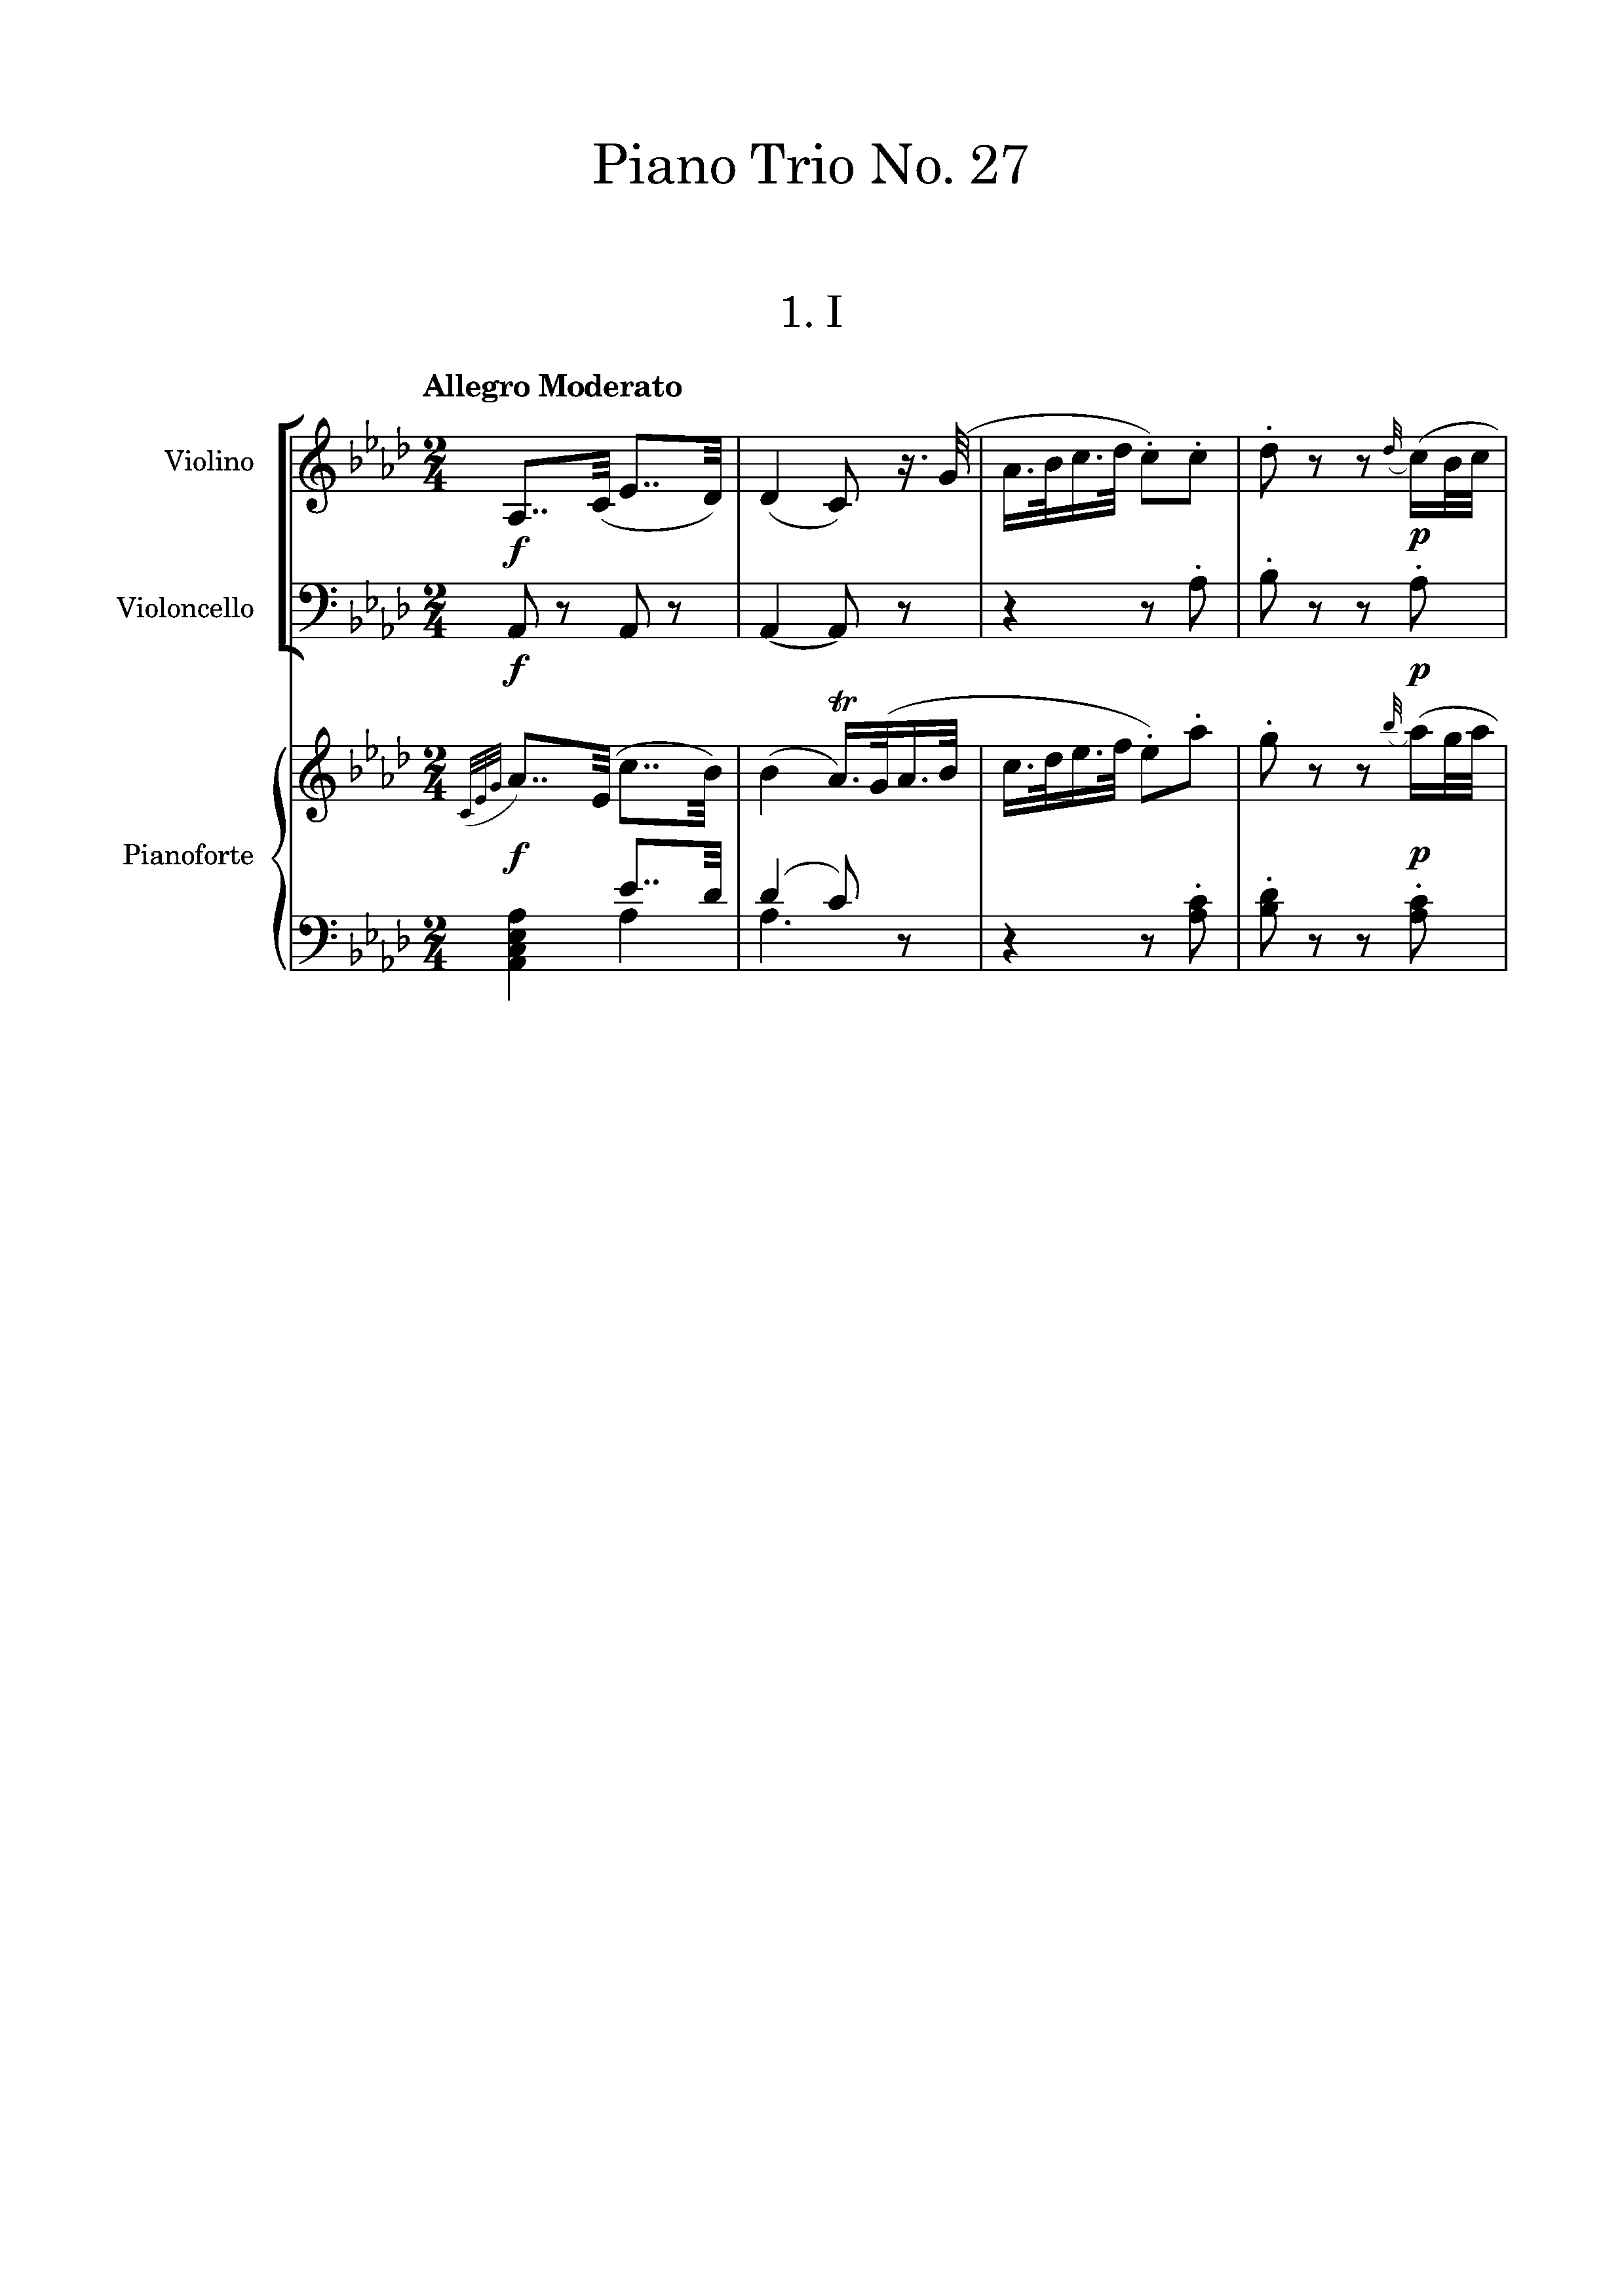 Piano Trio No. 27
1. I
Allegro Moderato
Violino
f
p
Violoncello
f
p
tr
Pianoforte
f
p